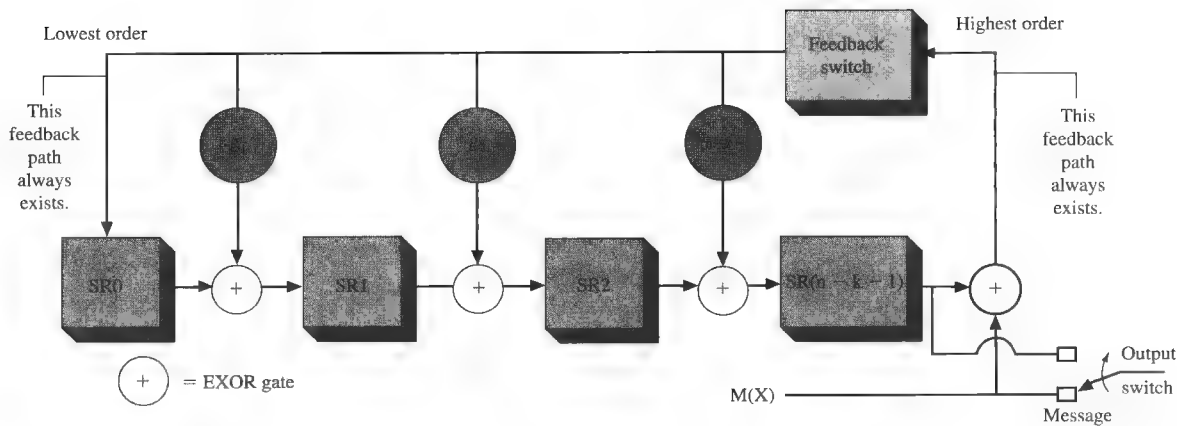 Lowest order
Highest order
Feedback
switch
This
feedback
path
always
exists.
This
feedback
path
always
exists.
SR0
+
SR1
+
SR2
+
SR(n − k − 1)
+
+ = EXOR gate
M(X)
Output
switch
Message